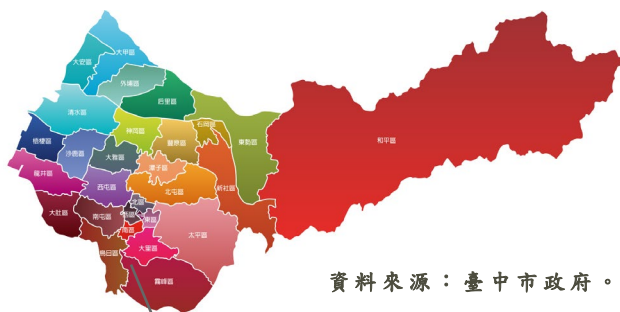 大甲區
大安區
外埔區
后里區
清水區
神岡區
豐原區
石岡區
東勢區
和平區
梧棲區
沙鹿區
大雅區
潭子區
龍井區
西屯區
北屯區
新社區
大肚區
南屯區
北區
東區
南區
太平區
烏日區
大里區
霧峰區
資料來源：臺中市政府。